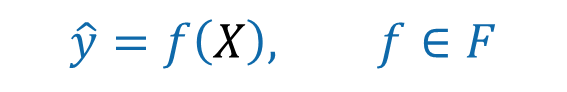 ŷ = f(X), f ∈ F